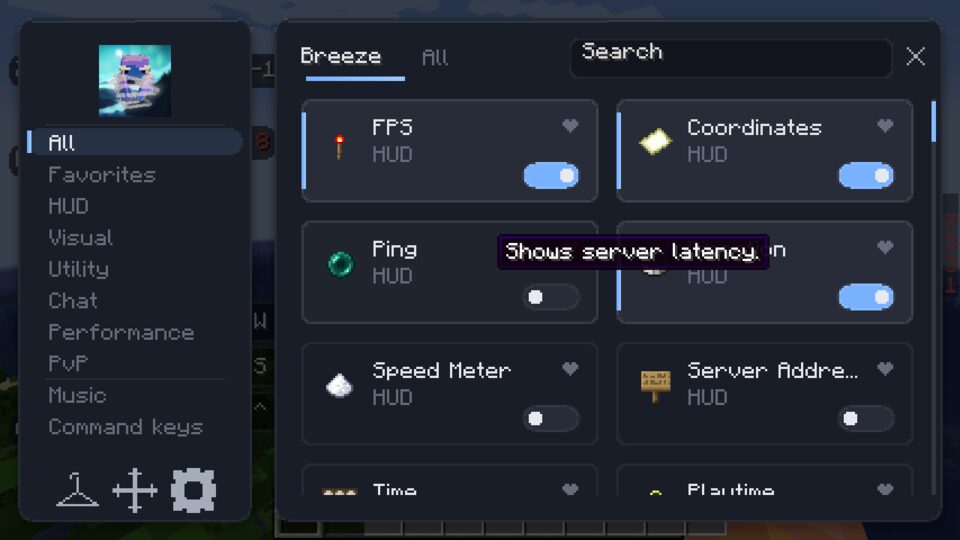 Breeze
All
Search
All
Favorites
HUD
Visual
Utility
Chat
Performance
PvP
Music
Command keys
FPS
HUD
Coordinates
HUD
Ping
HUD
Shows server latency.
HUD
Speed Meter
HUD
Server Addre...
HUD
Time
Playtime
W
S